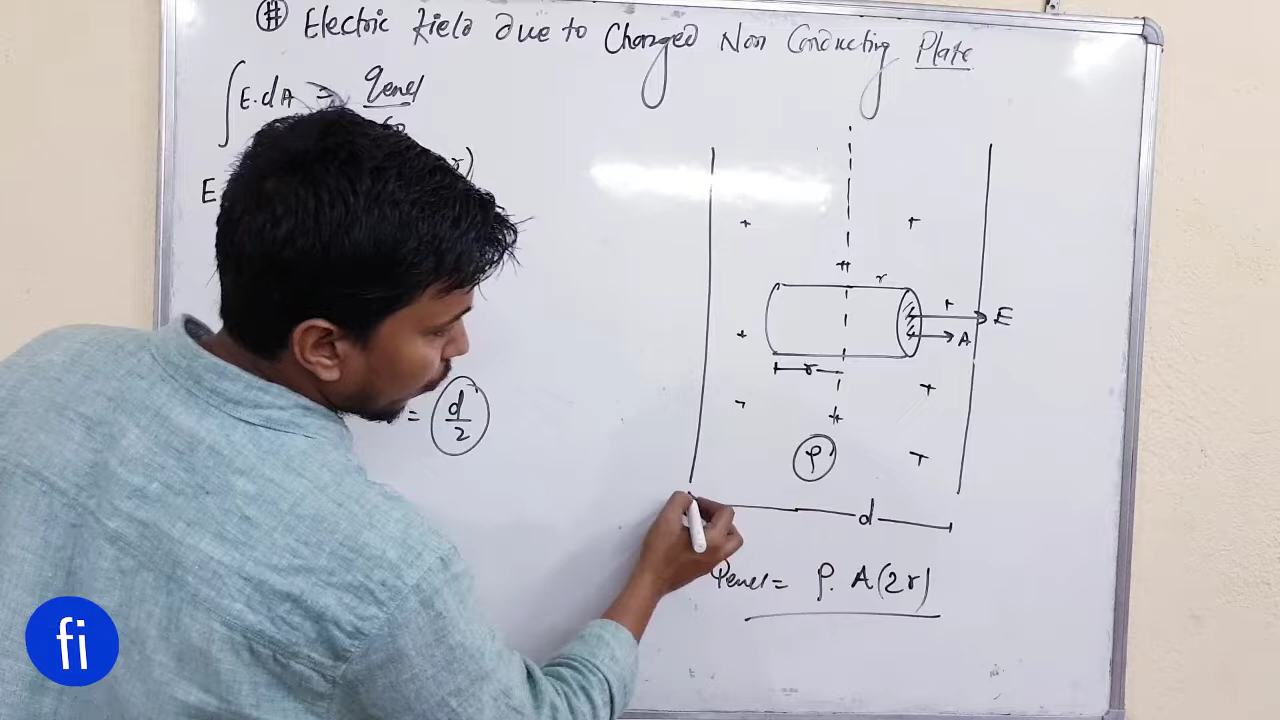 # Electric Field Due to Charged Non Conducting Plate
∫E.dA = qencl
E
r)
= d/2
r
+ + + + + + + +
E
A
r
ρ
d
qencl = ρ. A(2r)
fi